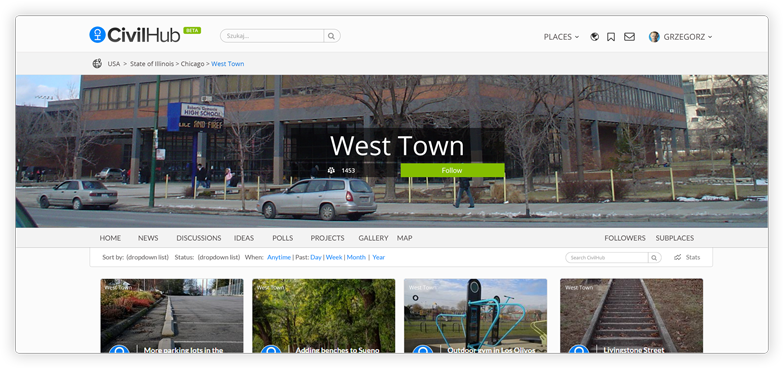 CivilHub BETA
Szukaj...
PLACES
GRZEGORZ
USA > State of Illinois > Chicago > West Town
HIGH SCHOOL
West Town
1453
Follow
HOME NEWS DISCUSSIONS IDEAS POLLS PROJECTS GALLERY MAP FOLLOWERS SUBPLACES
Sort by: (dropdown list) Status: (dropdown list) When: Anytime | Past: Day | Week | Month | Year
Search CivilHub
Stats
West Town
West Town
West Town
West Town
More parking lots in the
Adding benches to Sueno
Outdoor gym in Los Olivos
Livingstone Street